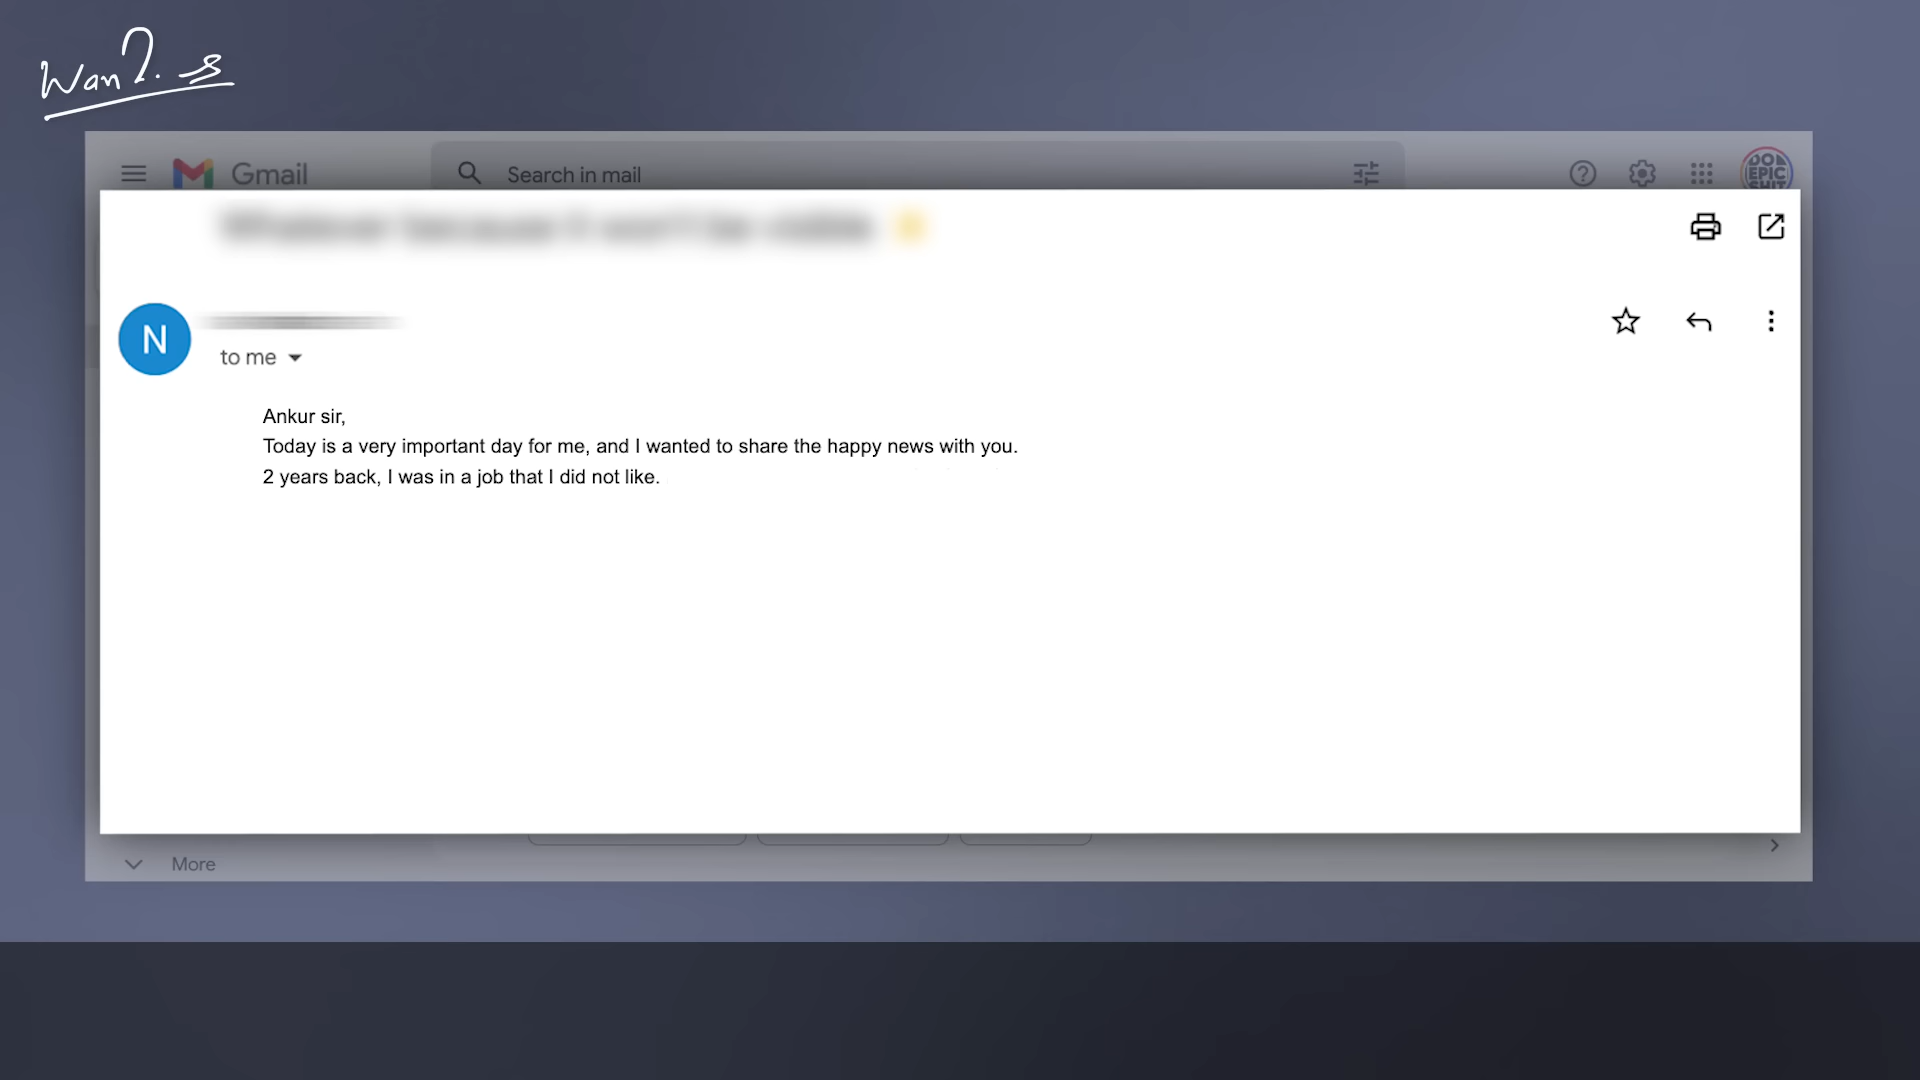 Gmail
Search in mail
N
to me
Ankur sir,
Today is a very important day for me, and I wanted to share the happy news with you.
2 years back, I was in a job that I did not like.
More